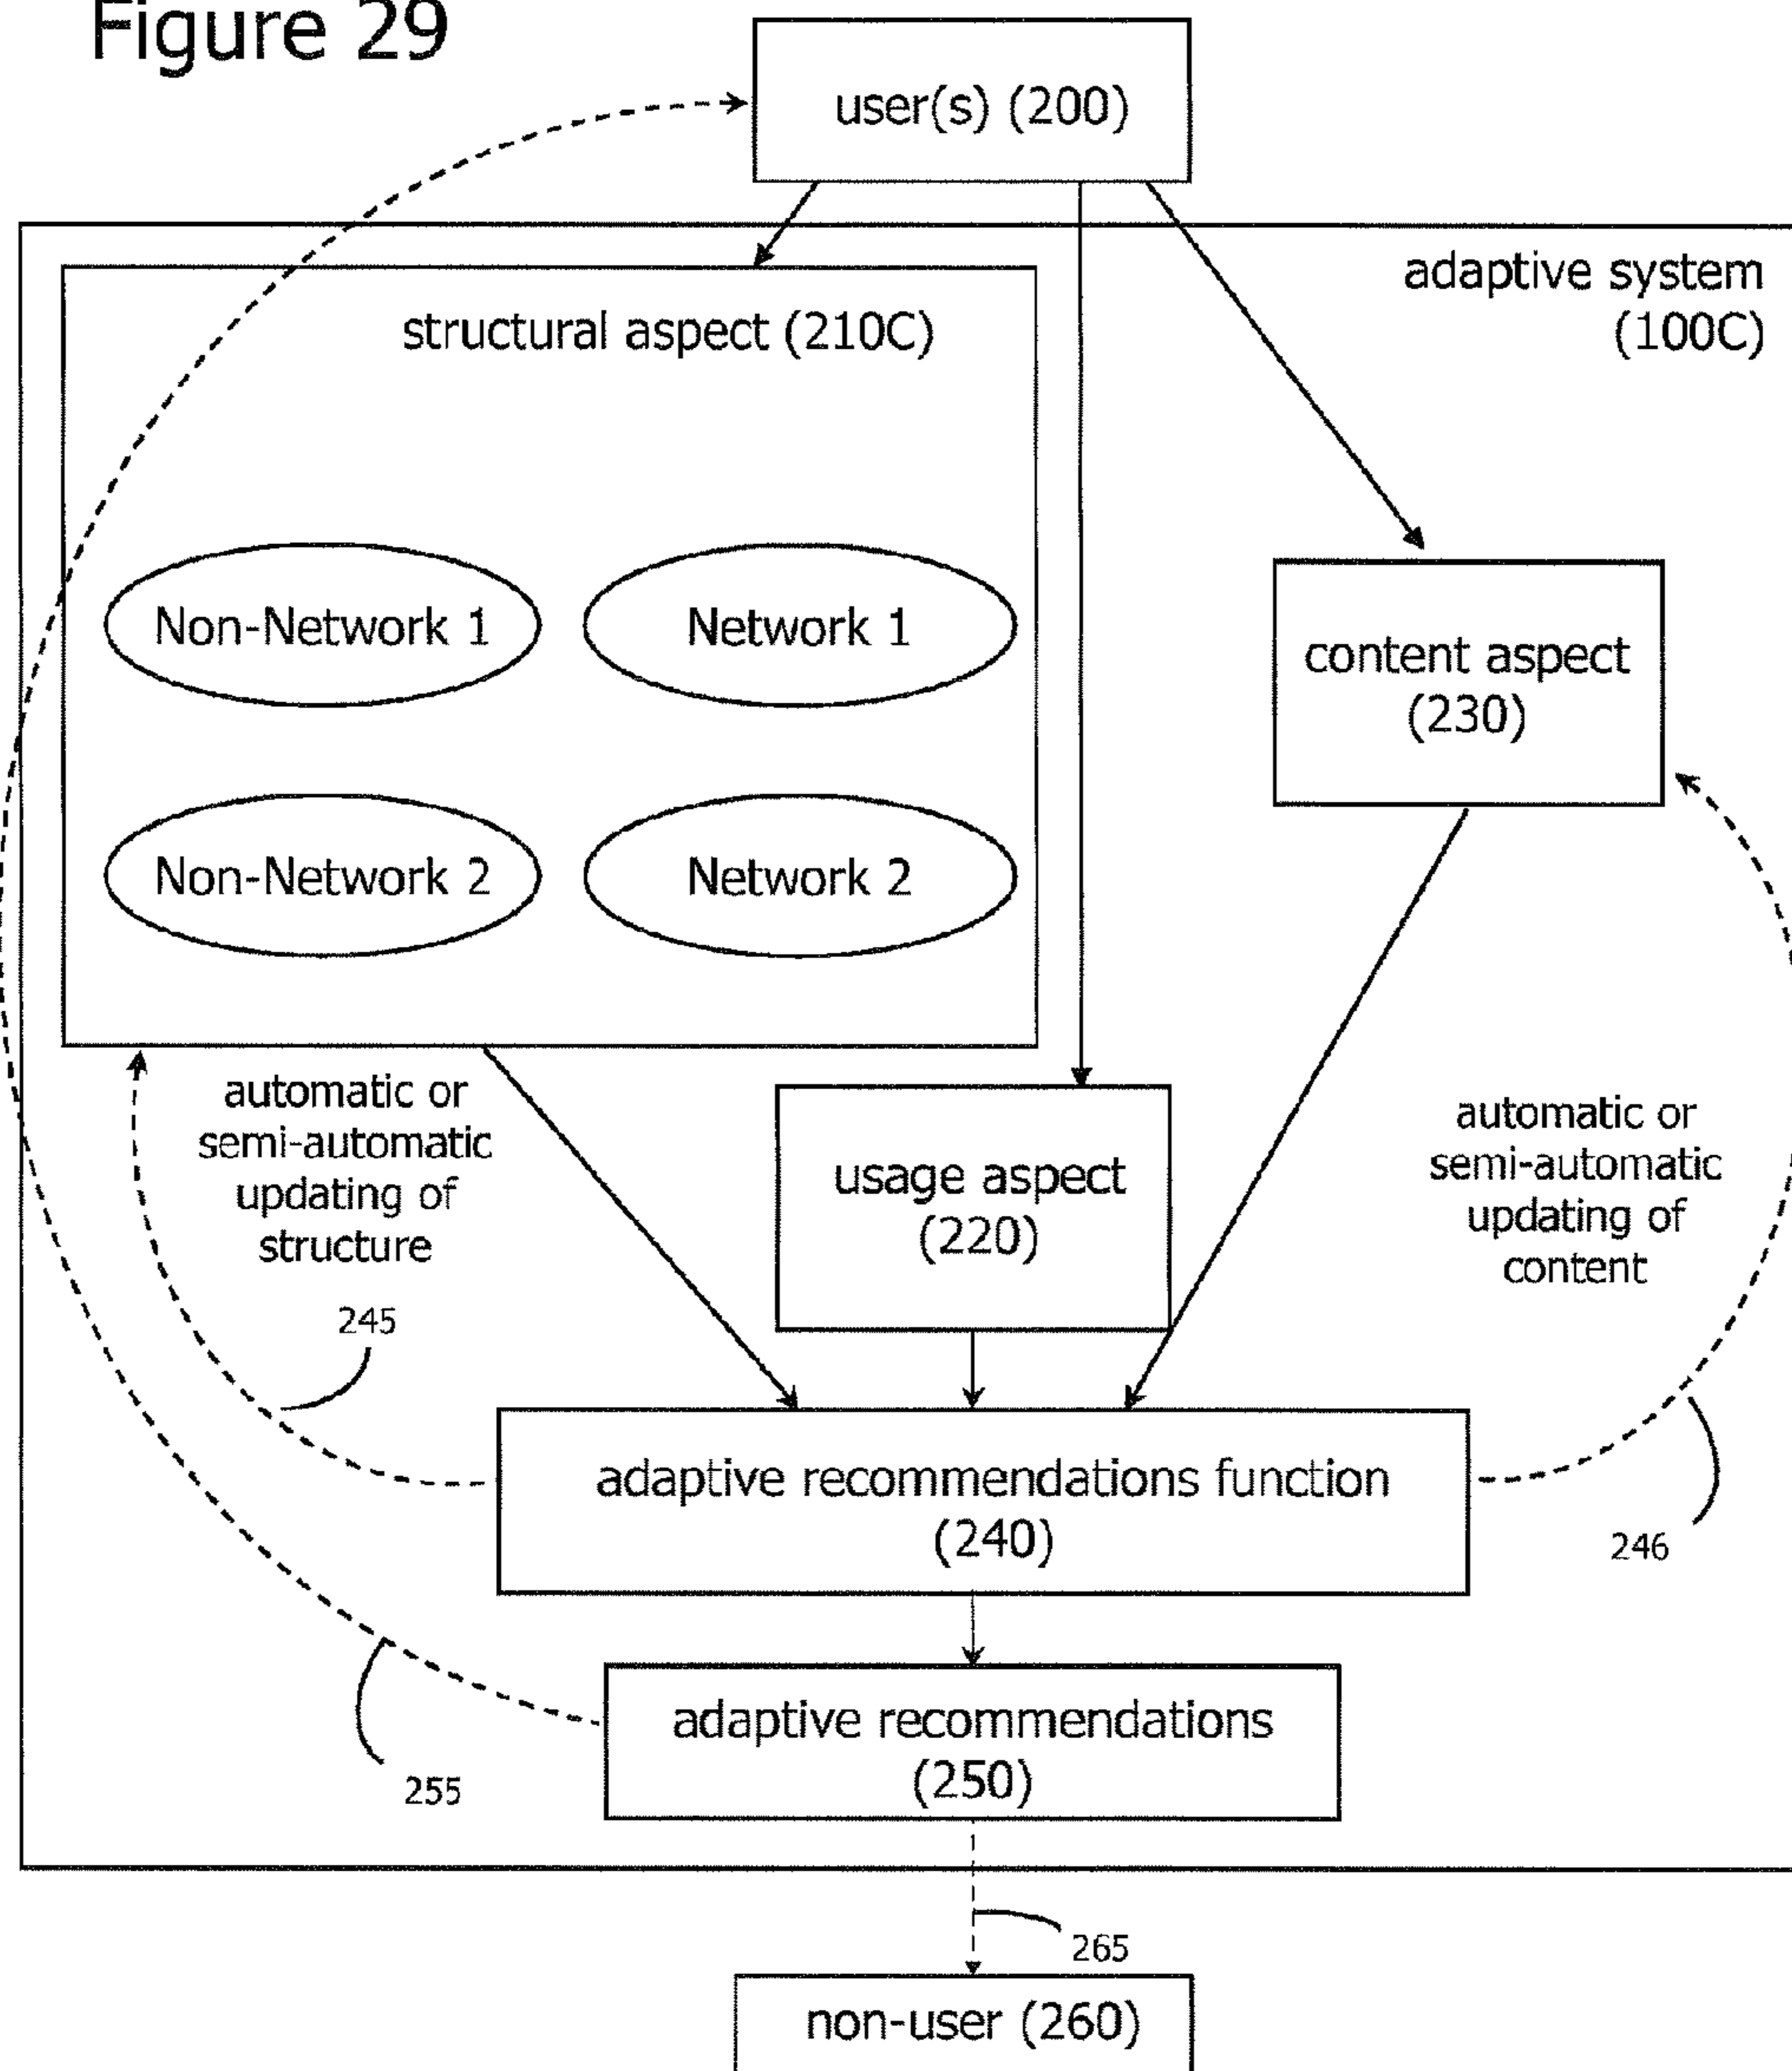 Figure 29
user(s) (200)
adaptive system
(100C)
structural aspect (210C)
Non-Network 1
Network 1
content aspect
(230)
Non-Network 2
Network 2
automatic or
semi-automatic
updating of
structure
usage aspect
(220)
automatic or
semi-automatic
updating of
content
245
adaptive recommendations function
(240)
246
adaptive recommendations
(250)
255
265
non-user (260)